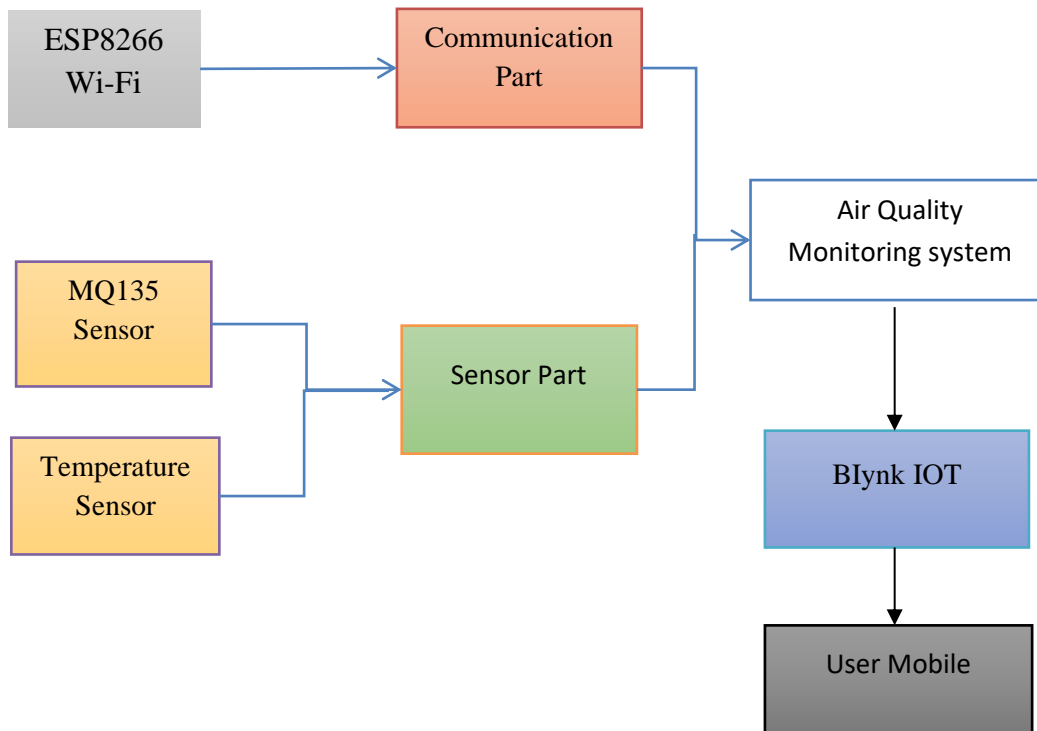 ESP8266
Wi-Fi
Communication
Part
Air Quality
Monitoring system
MQ135
Sensor
Sensor Part
Temperature
Sensor
BIynk IOT
User Mobile